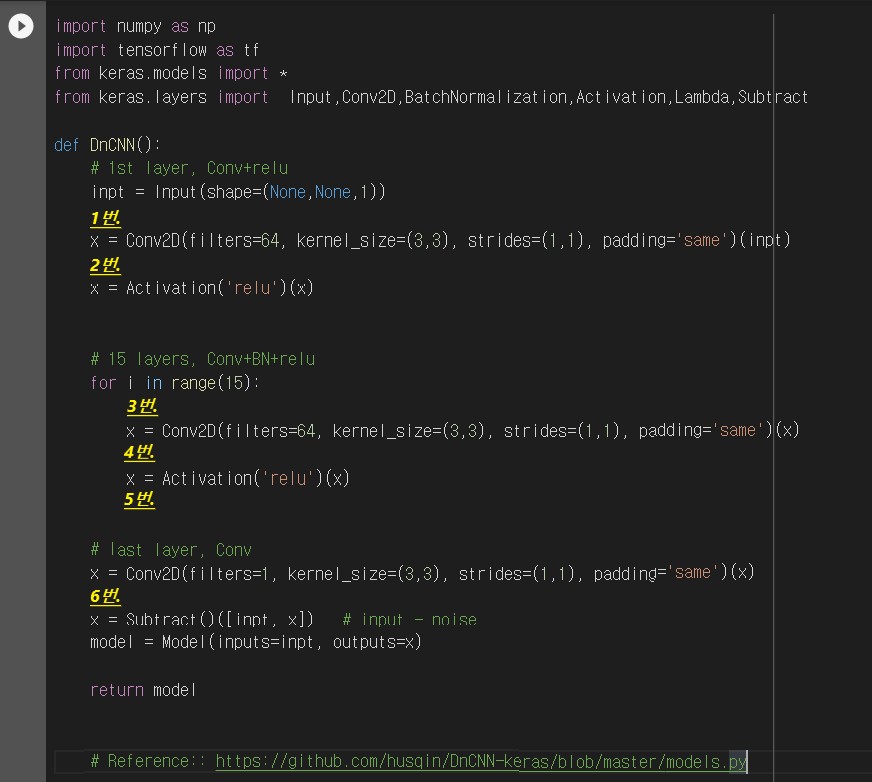 import numpy as np
import tensorflow as tf
from keras.models import *
from keras.layers import  Input,Conv2D,BatchNormalization,Activation,Lambda,Subtract
def DnCNN():
# 1st layer, Conv+relu
inpt = Input(shape=(None,None,1))
1번.
x = Conv2D(filters=64, kernel_size=(3,3), strides=(1,1), padding='same')(inpt)
2번.
x = Activation('relu')(x)
# 15 layers, Conv+BN+relu
for i in range(15):
3번.
x = Conv2D(filters=64, kernel_size=(3,3), strides=(1,1), padding='same')(x)
4번.
x = Activation('relu')(x)
5번.
# last layer, Conv
x = Conv2D(filters=1, kernel_size=(3,3), strides=(1,1), padding='same')(x)
6번.
x = Subtract()([inpt, x])   # input - noise
model = Model(inputs=inpt, outputs=x)
return model
# Reference:: https://github.com/husqin/DnCNN-keras/blob/master/models.py